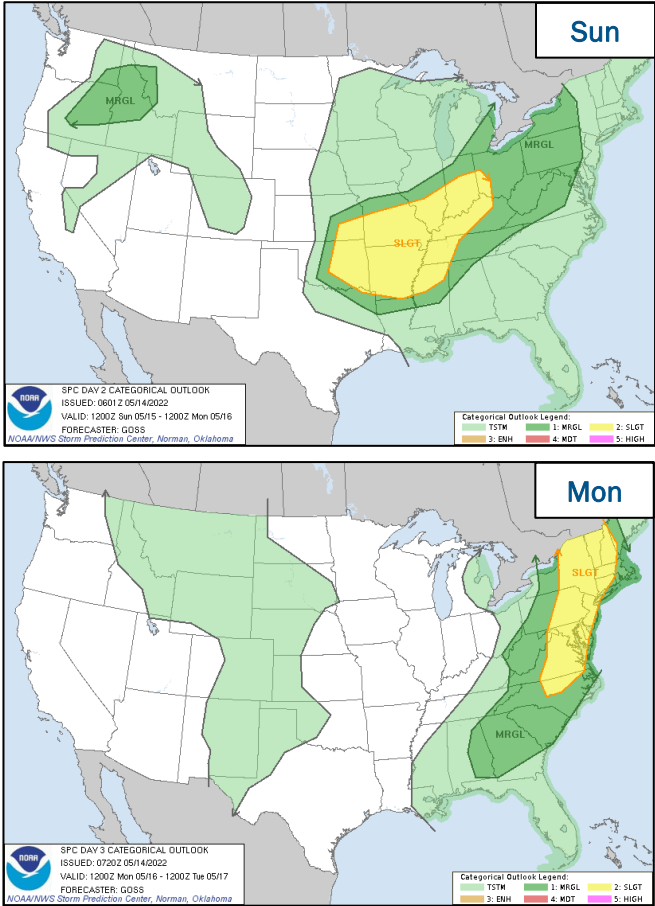 Sun
MRGL
MRGL
SLGT
NOAA
SPC DAY 2 CATEGORICAL OUTLOOK
ISSUED: 0601Z 05/14/2022
VALID: 1200Z Sun 05/15 - 1200Z Mon 05/16
FORECASTER: GOSS
NOAA/NWS Storm Prediction Center, Norman, Oklahoma
Categorical Outlook Legend:
TSTM 1: MRGL 2: SLGT
3: ENH 4: MDT 5: HIGH
Mon
SLGT
MRGL
NOAA
SPC DAY 3 CATEGORICAL OUTLOOK
ISSUED: 0720Z 05/14/2022
VALID: 1200Z Mon 05/16 - 1200Z Tue 05/17
FORECASTER: GOSS
NOAA/NWS Storm Prediction Center, Norman, Oklahoma
Categorical Outlook Legend:
TSTM 1: MRGL 2: SLGT
3: ENH 4: MDT 5: HIGH